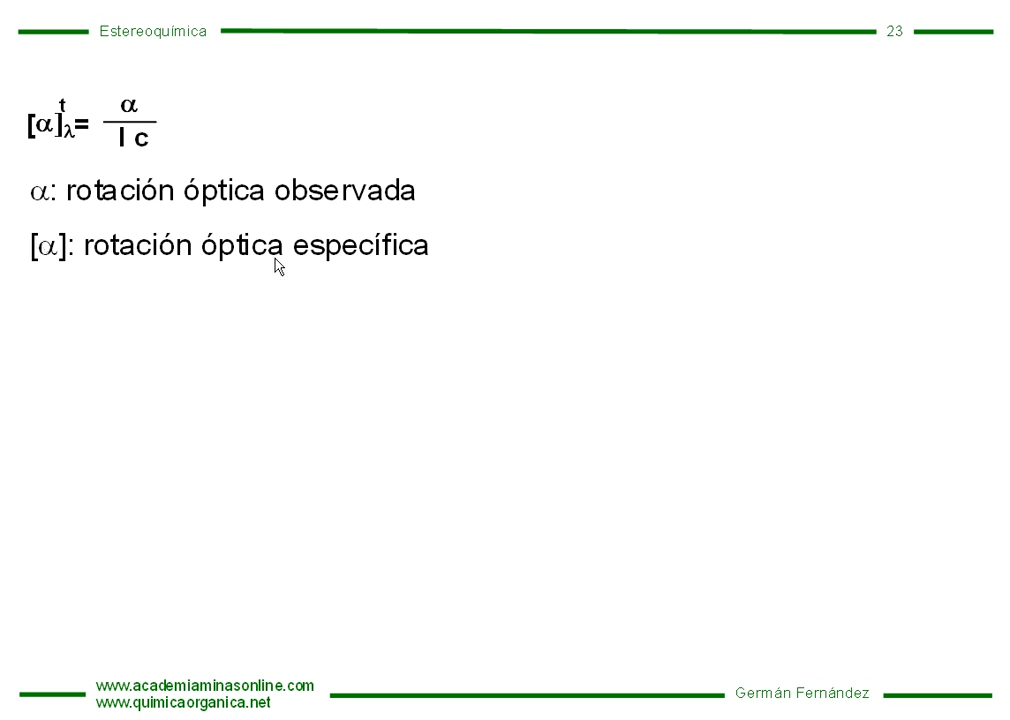 Estereoquímica 23
[α]ᵗλ= α
l c
α: rotación óptica observada
[α]: rotación óptica específica
www.academiaminasonline.com
www.quimicaorganica.net
Germán Fernández